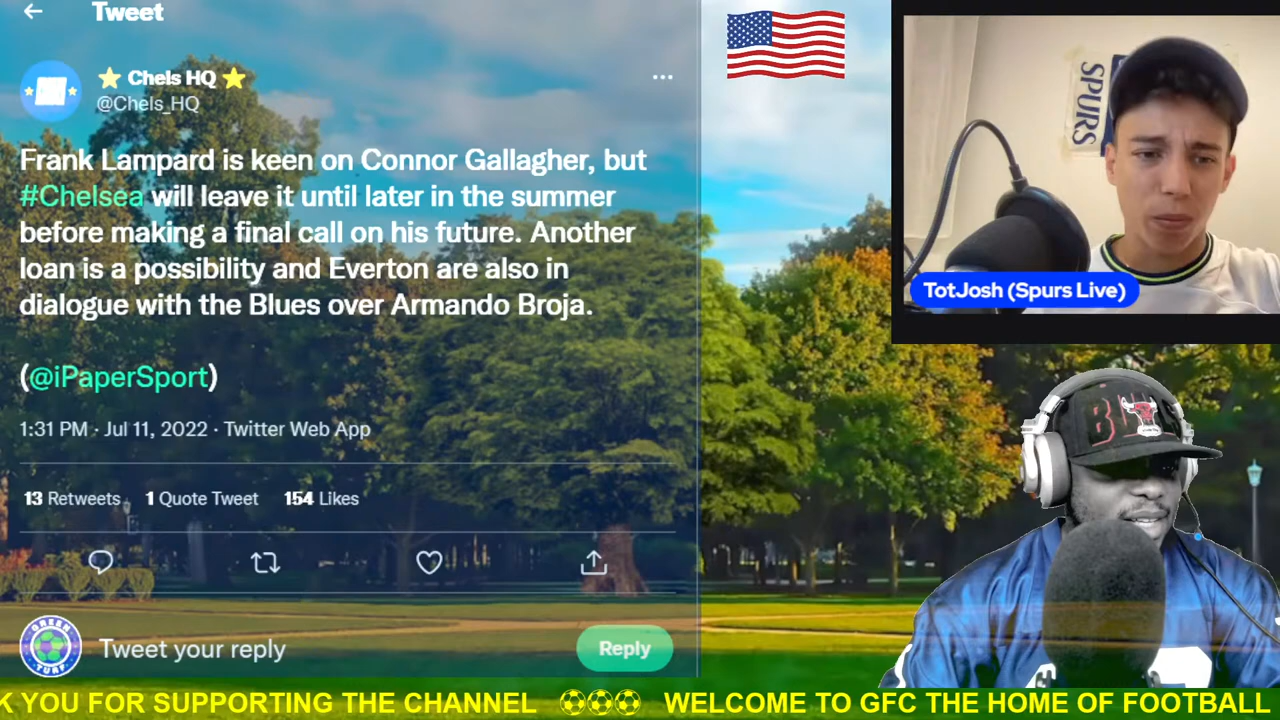 Tweet
⭐ Chels HQ ⭐
@Chels_HQ
Frank Lampard is keen on Connor Gallagher, but
#Chelsea will leave it until later in the summer
before making a final call on his future. Another
loan is a possibility and Everton are also in
dialogue with the Blues over Armando Broja.
(@iPaperSport)
1:31 PM · Jul 11, 2022 · Twitter Web App
13 Retweets 1 Quote Tweet 154 Likes
GREEN
TURF
Tweet your reply
Reply
SPURS
TotJosh (Spurs Live)
K YOU FOR SUPPORTING THE CHANNEL ⚽⚽⚽ WELCOME TO GFC THE HOME OF FOOTBALL